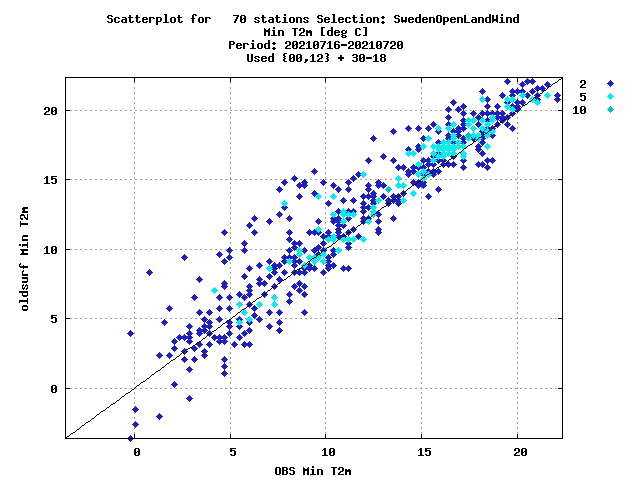 Scatterplot for   70 stations Selection: SwedenOpenLandWind
Min T2m [deg C]
Period: 20210716-20210720
Used {00,12} + 30-18
2
5
10
20
15
10
5
0
oldsurf Min T2m
0 5 10 15 20
OBS Min T2m